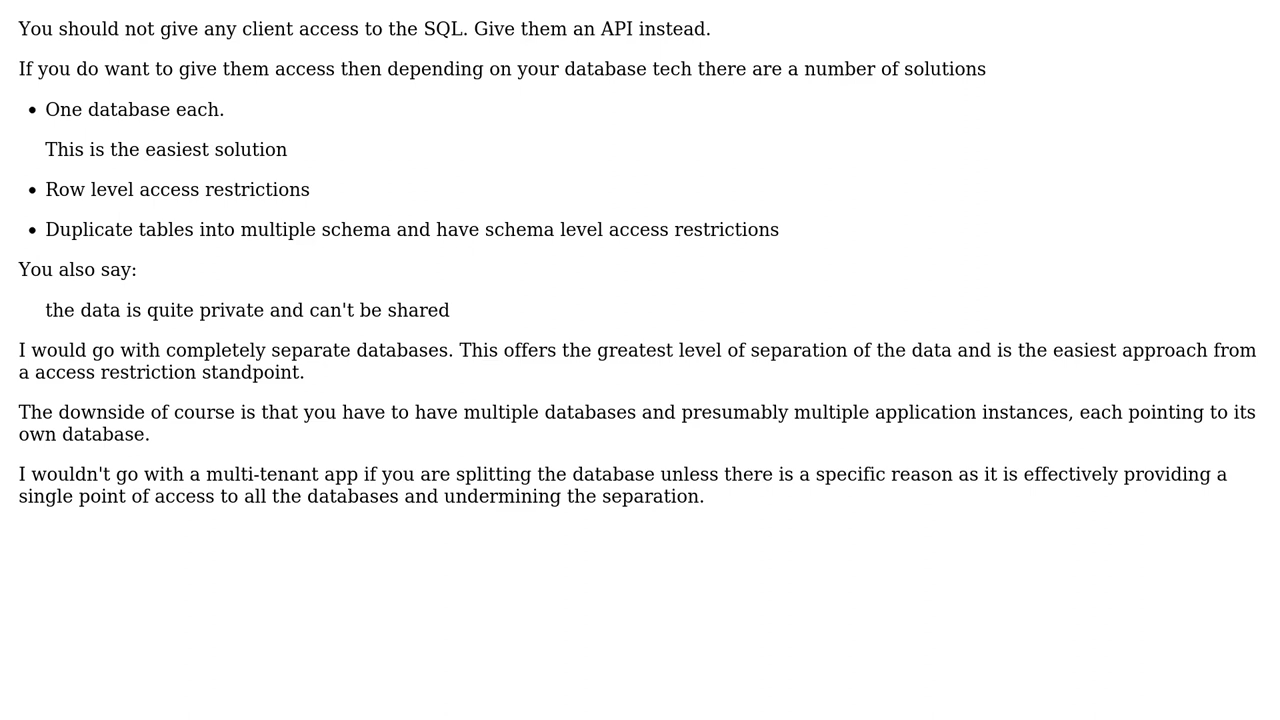 You should not give any client access to the SQL. Give them an API instead.
If you do want to give them access then depending on your database tech there are a number of solutions
• One database each.
This is the easiest solution
• Row level access restrictions
• Duplicate tables into multiple schema and have schema level access restrictions
You also say:
the data is quite private and can't be shared
I would go with completely separate databases. This offers the greatest level of separation of the data and is the easiest approach from
a access restriction standpoint.
The downside of course is that you have to have multiple databases and presumably multiple application instances, each pointing to its
own database.
I wouldn't go with a multi-tenant app if you are splitting the database unless there is a specific reason as it is effectively providing a
single point of access to all the databases and undermining the separation.